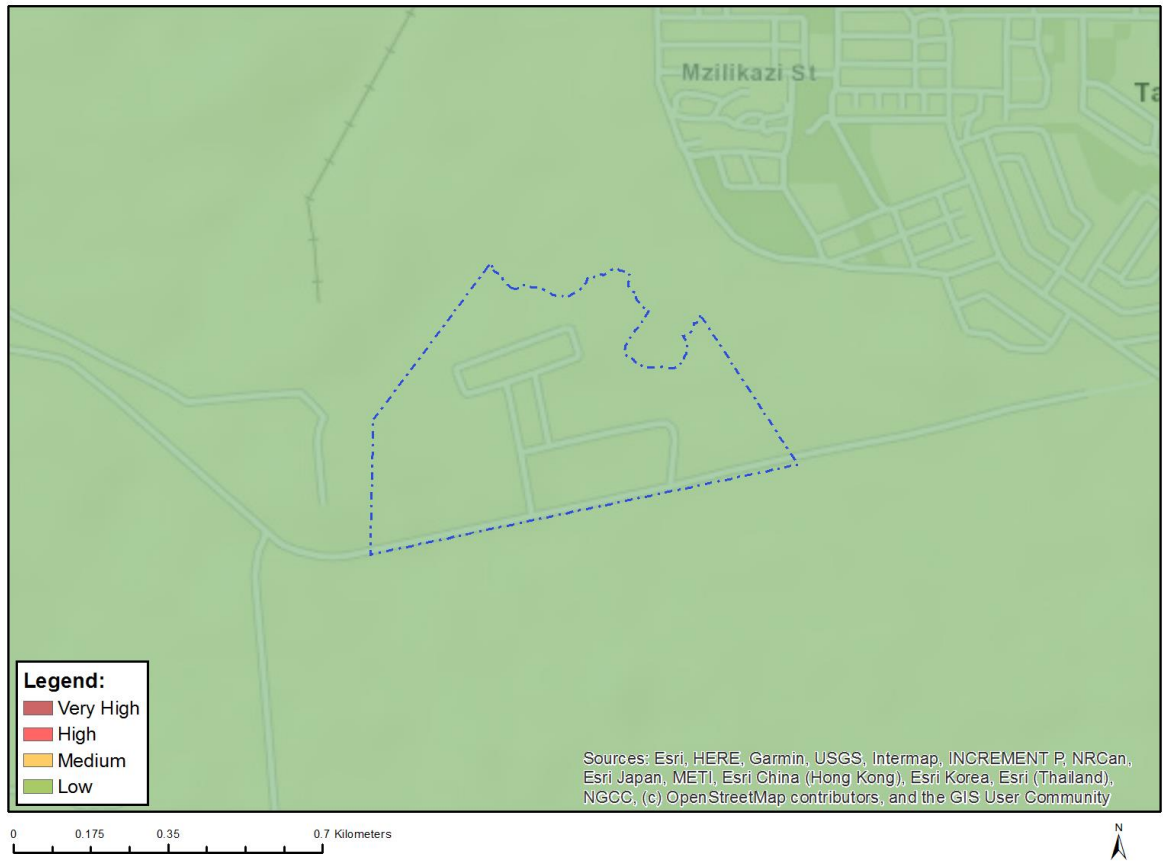 Mzilikazi St
Ta
Legend:
Very High
High
Medium
Low
Sources: Esri, HERE, Garmin, USGS, Intermap, INCREMENT P, NRCan,
Esri Japan, METI, Esri China (Hong Kong), Esri Korea, Esri (Thailand),
NGCC, (c) OpenStreetMap contributors, and the GIS User Community
0 0.175 0.35 0.7 Kilometers
N